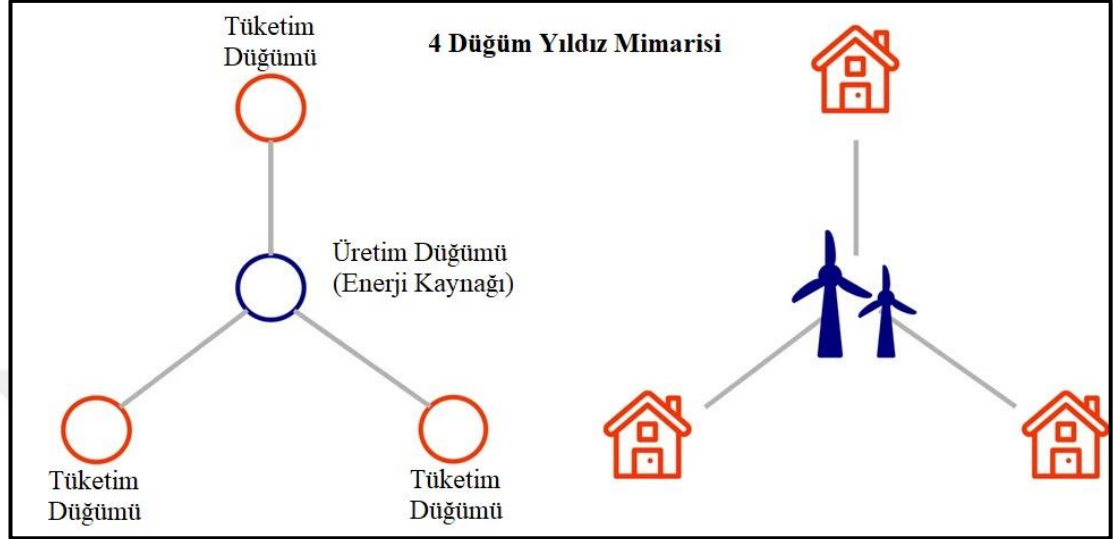 Tüketim
Düğümü
4 Düğüm Yıldız Mimarisi
Üretim Düğümü
(Enerji Kaynağı)
Tüketim
Düğümü
Tüketim
Düğümü